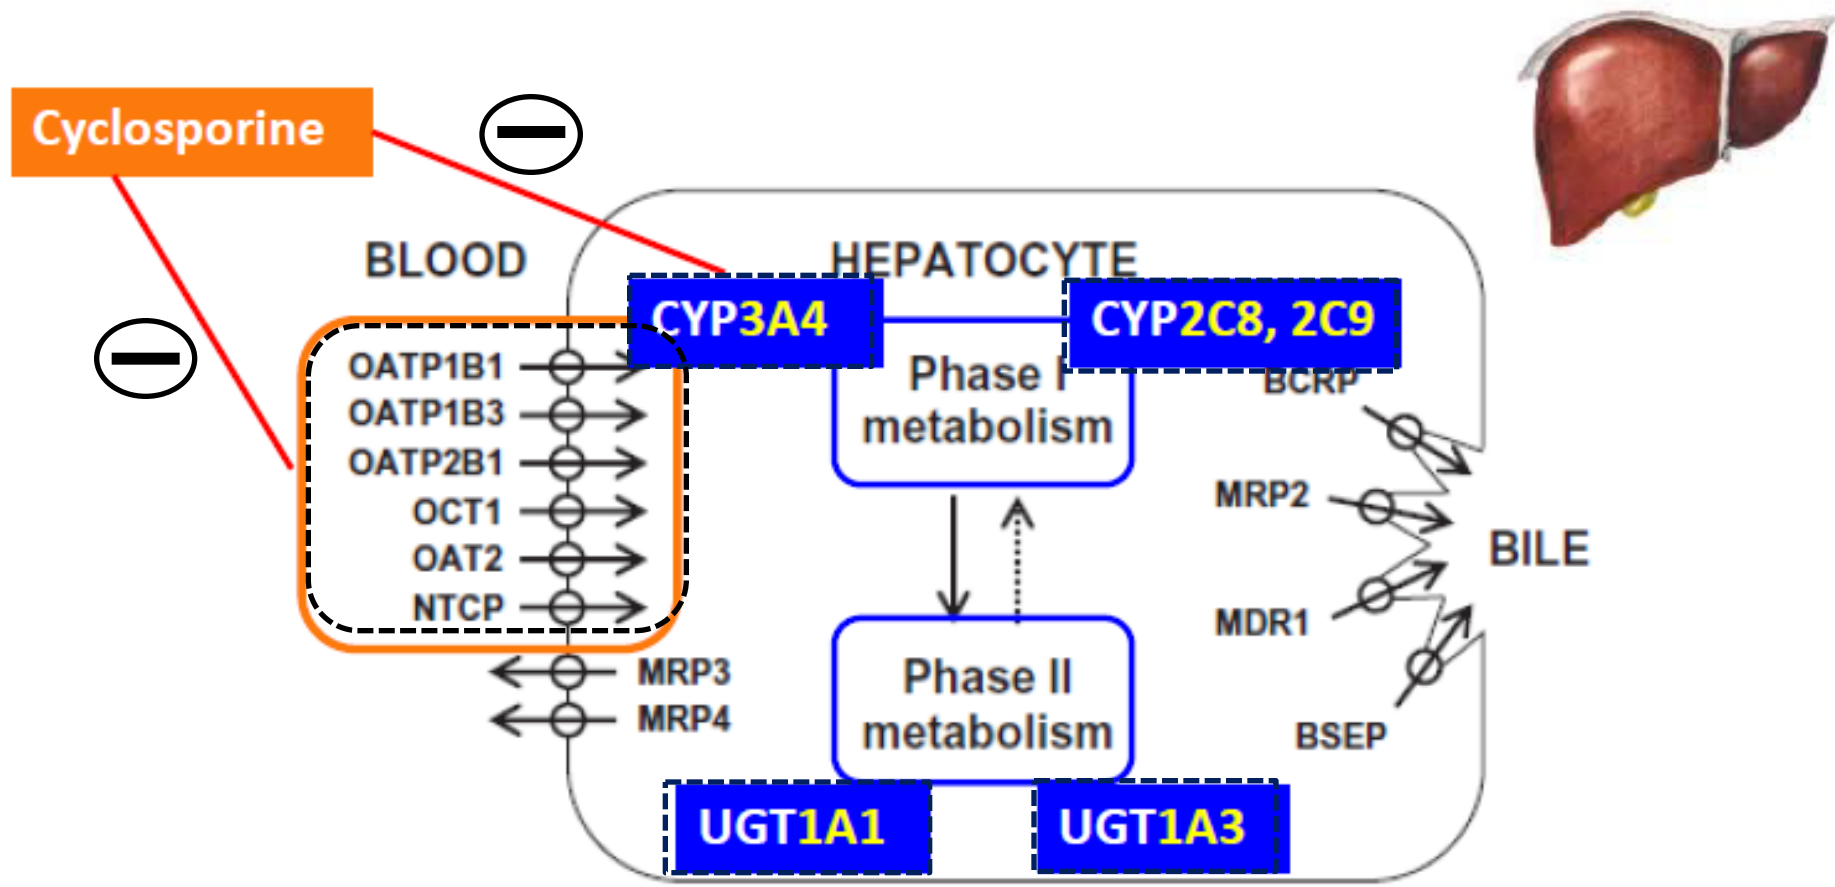 Cyclosporine
BLOOD
HEPATOCYTE
CYP3A4
CYP2C8, 2C9
OATP1B1
OATP1B3
OATP2B1
OCT1
OAT2
NTCP
MRP3
MRP4
Phase I
metabolism
Phase II
metabolism
UGT1A1
UGT1A3
BCRP
MRP2
MDR1
BSEP
BILE